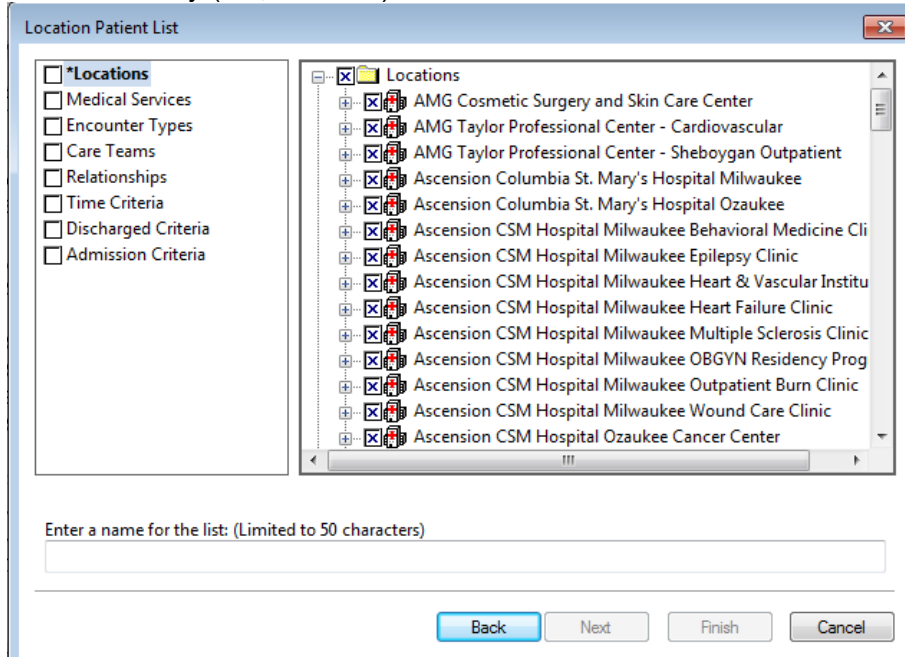 Location Patient List
*Locations
Medical Services
Encounter Types
Care Teams
Relationships
Time Criteria
Discharged Criteria
Admission Criteria
Locations
AMG Cosmetic Surgery and Skin Care Center
AMG Taylor Professional Center - Cardiovascular
AMG Taylor Professional Center - Sheboygan Outpatient
Ascension Columbia St. Mary's Hospital Milwaukee
Ascension Columbia St. Mary's Hospital Ozaukee
Ascension CSM Hospital Milwaukee Behavioral Medicine Cli
Ascension CSM Hospital Milwaukee Epilepsy Clinic
Ascension CSM Hospital Milwaukee Heart & Vascular Institu
Ascension CSM Hospital Milwaukee Heart Failure Clinic
Ascension CSM Hospital Milwaukee Multiple Sclerosis Clinic
Ascension CSM Hospital Milwaukee OBGYN Residency Prog
Ascension CSM Hospital Milwaukee Outpatient Burn Clinic
Ascension CSM Hospital Milwaukee Wound Care Clinic
Ascension CSM Hospital Ozaukee Cancer Center
Enter a name for the list: (Limited to 50 characters)
Back Next Finish Cancel